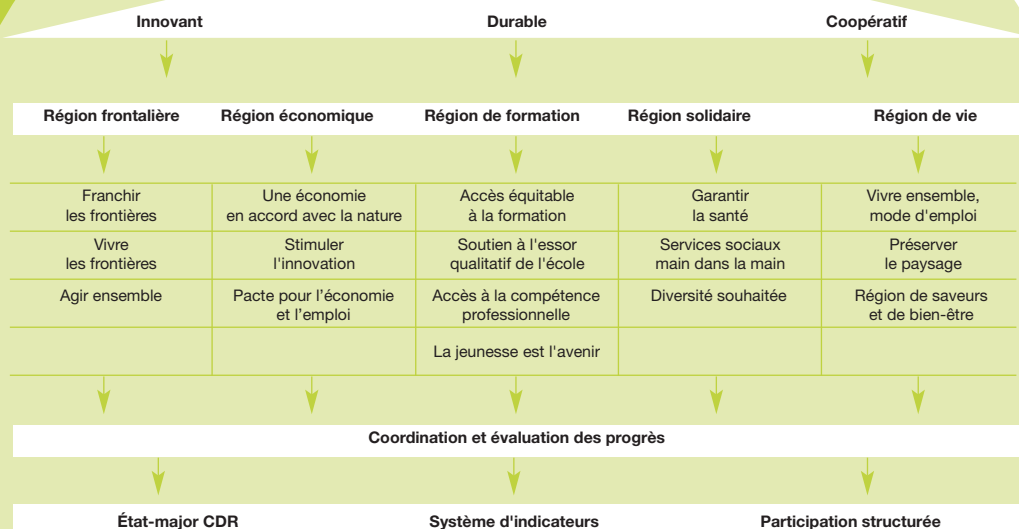 Innovant Durable Coopératif
Région frontalière Région économique Région de formation Région solidaire Région de vie
Franchir
les frontières
Une économie
en accord avec la nature
Accès équitable
à la formation
Garantir
la santé
Vivre ensemble,
mode d'emploi
Vivre
les frontières
Stimuler
l'innovation
Soutien à l'essor
qualitatif de l'école
Services sociaux
main dans la main
Préserver
le paysage
Agir ensemble
Pacte pour l’économie
et l’emploi
Accès à la compétence
professionnelle
Diversité souhaitée
Région de saveurs
et de bien-être
La jeunesse est l'avenir
Coordination et évaluation des progrès
État-major CDR Système d'indicateurs Participation structurée